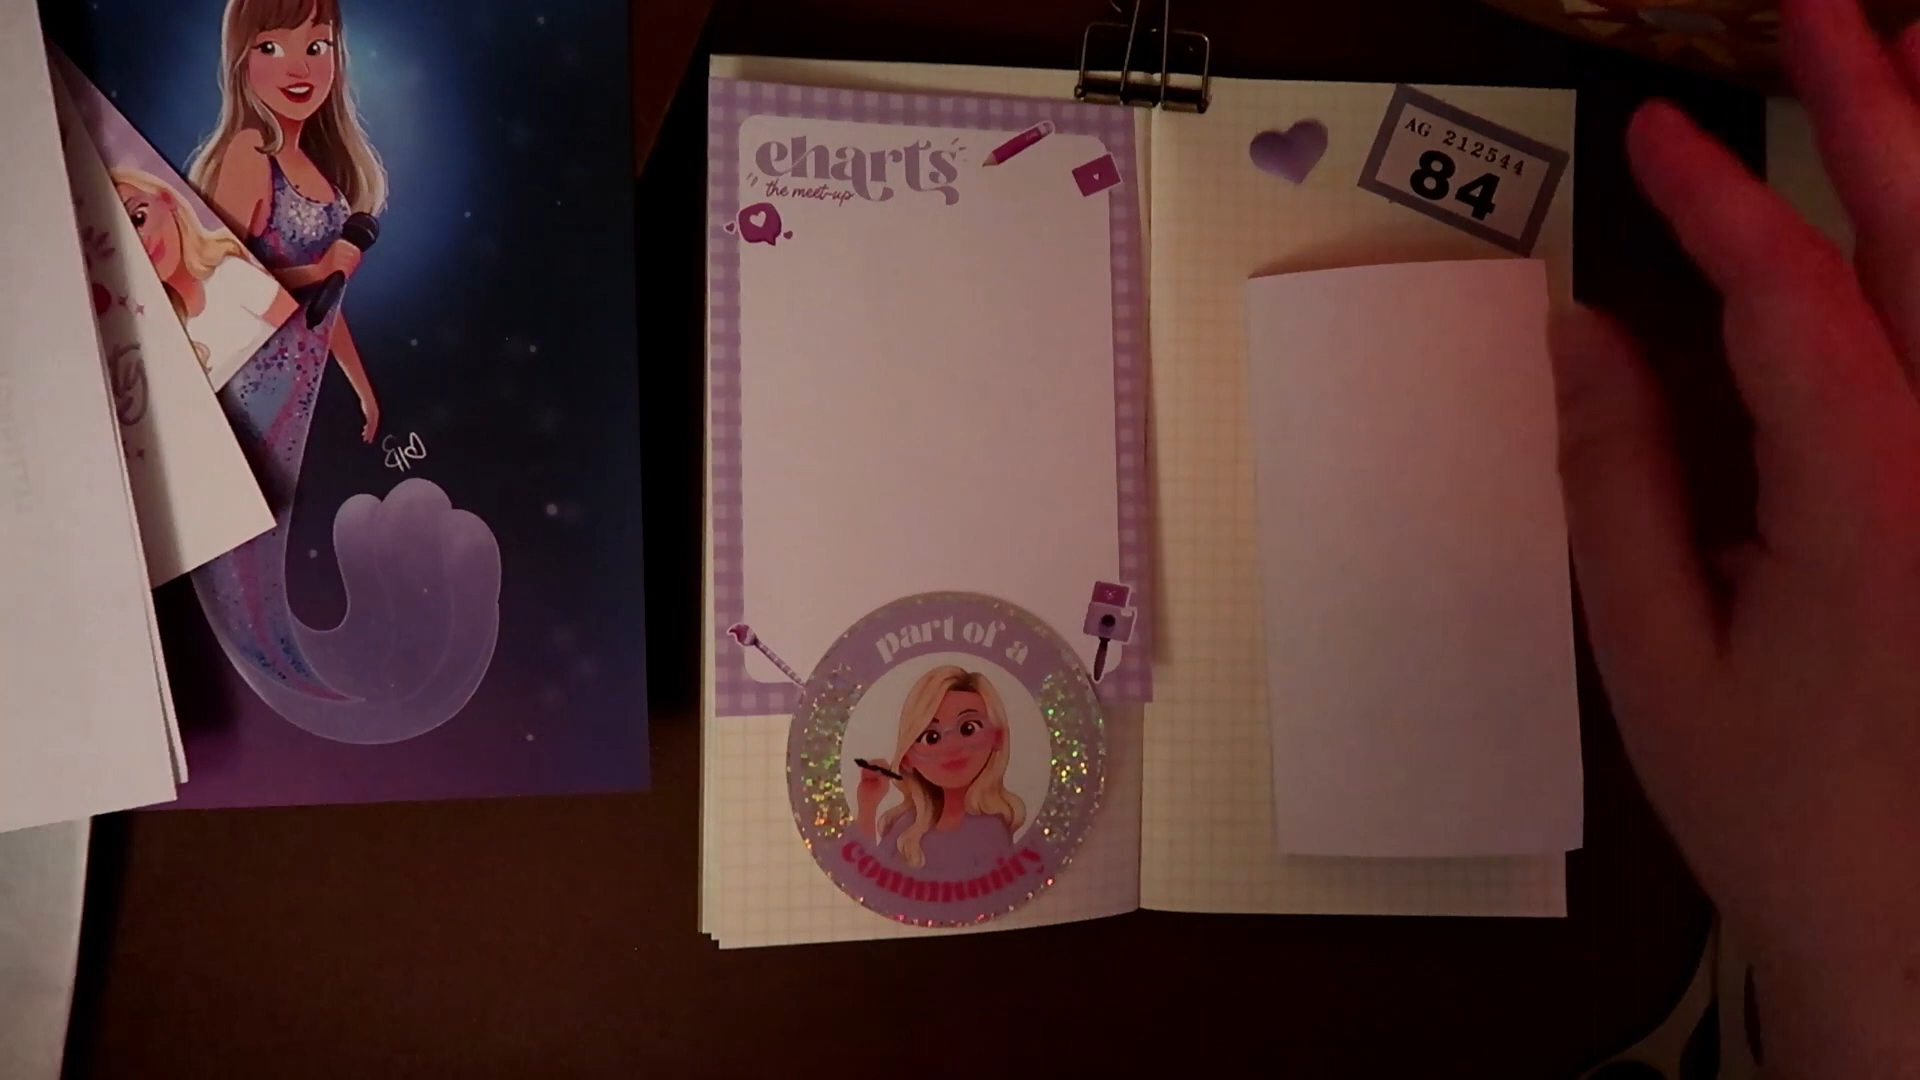 charts
the meet-up
AG 212544
84
part of a
community